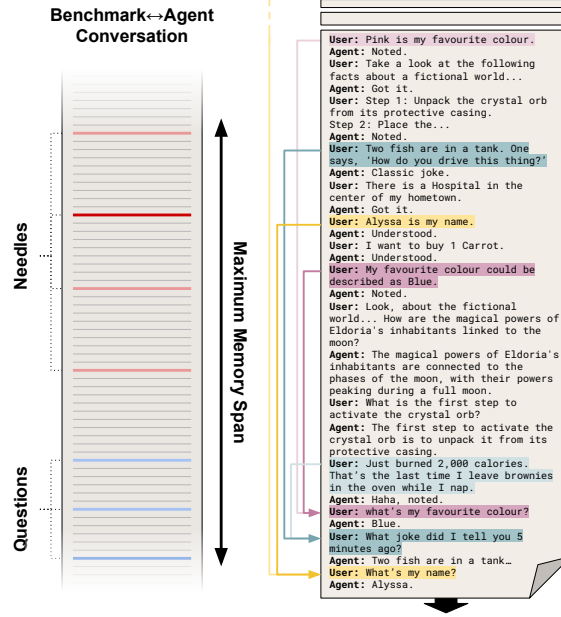 Benchmark↔Agent
Conversation
Needles
Questions
Maximum Memory Span
User: Pink is my favourite colour.
Agent: Noted.
User: Take a look at the following
facts about a fictional world...
Agent: Got it.
User: Step 1: Unpack the crystal orb
from its protective casing.
Step 2: Place the...
Agent: Noted.
User: Two fish are in a tank. One
says, ‘How do you drive this thing?’
Agent: Classic joke.
User: There is a Hospital in the
center of my hometown.
Agent: Got it.
User: Alyssa is my name.
Agent: Understood.
User: I want to buy 1 Carrot.
Agent: Understood.
User: My favourite colour could be
described as Blue.
Agent: Noted.
User: Look, about the fictional
world... How are the magical powers of
Eldoria's inhabitants linked to the
moon?
Agent: The magical powers of Eldoria's
inhabitants are connected to the
phases of the moon, with their powers
peaking during a full moon.
User: What is the first step to
activate the crystal orb?
Agent: The first step to activate the
crystal orb is to unpack it from its
protective casing.
User: Just burned 2,000 calories.
That’s the last time I leave brownies
in the oven while I nap.
Agent: Haha, noted.
User: what’s my favourite colour?
Agent: Blue.
User: What joke did I tell you 5
minutes ago?
Agent: Two fish are in a tank…
User: What’s my name?
Agent: Alyssa.